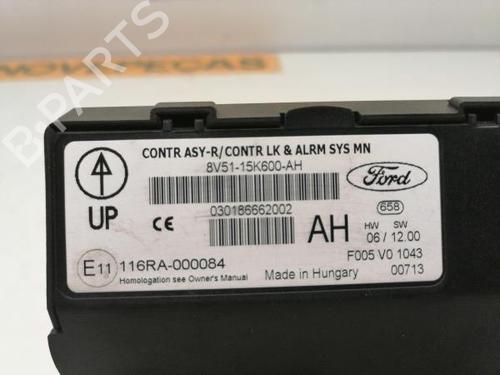 B-PARTS
CONTR ASY-R/CONTR LK & ALRM SYS MN
8V51-15K600-AH
Ford
UP
CE
030186662002
AH
658
HW SW
06 / 12.00
F005 V0 1043
00713
E11 116RA-000084
Homologation see Owner's Manual
Made in Hungary